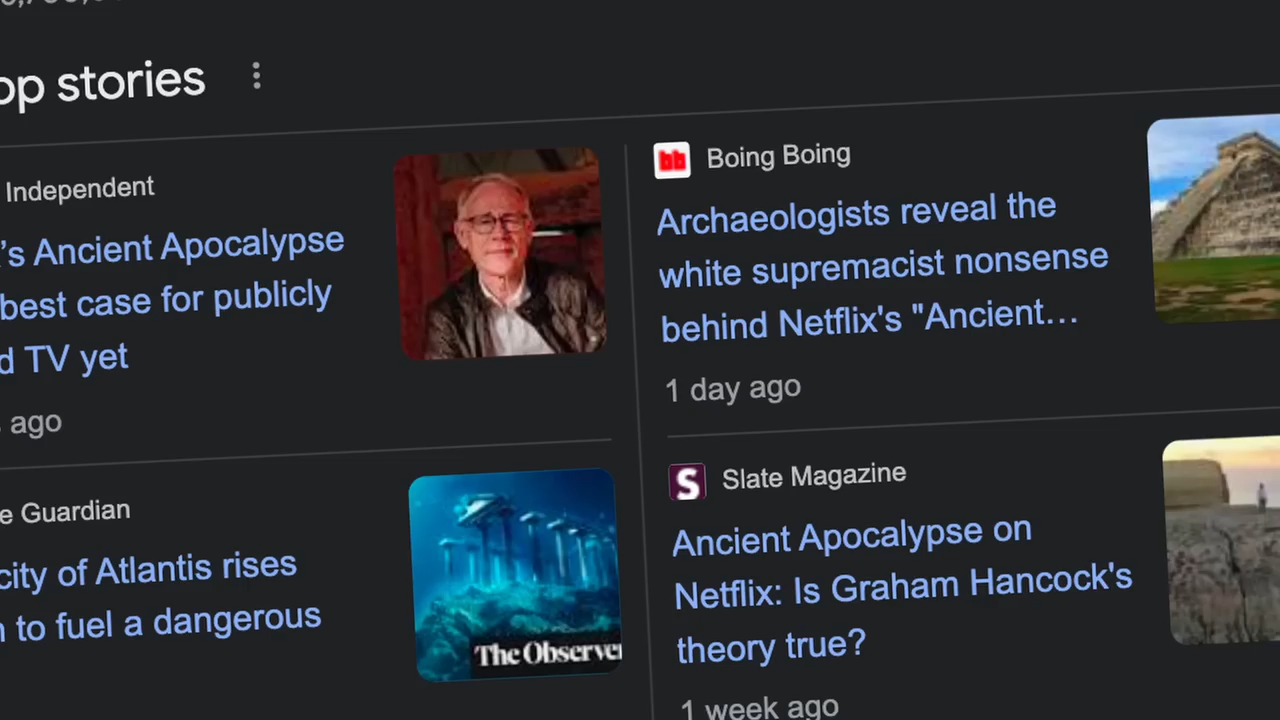 op stories
Independent
's Ancient Apocalypse
best case for publicly
d TV yet
ago
bb Boing Boing
Archaeologists reveal the
white supremacist nonsense
behind Netflix's "Ancient...
1 day ago
e Guardian
city of Atlantis rises
n to fuel a dangerous
The Observer
S Slate Magazine
Ancient Apocalypse on
Netflix: Is Graham Hancock's
theory true?
1 week ago